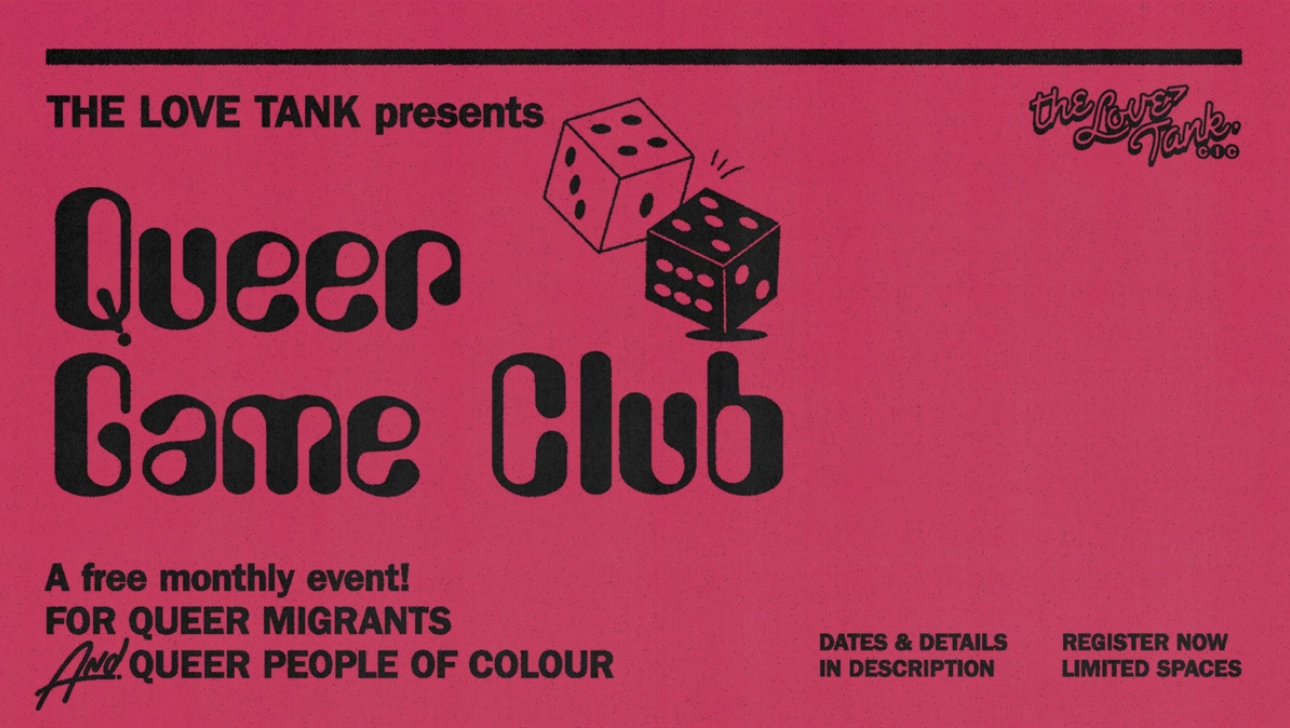 THE LOVE TANK presents
the Love
Tank.
CIC
Queer
Game Club
A free monthly event!
FOR QUEER MIGRANTS
And QUEER PEOPLE OF COLOUR
DATES & DETAILS
IN DESCRIPTION
REGISTER NOW
LIMITED SPACES